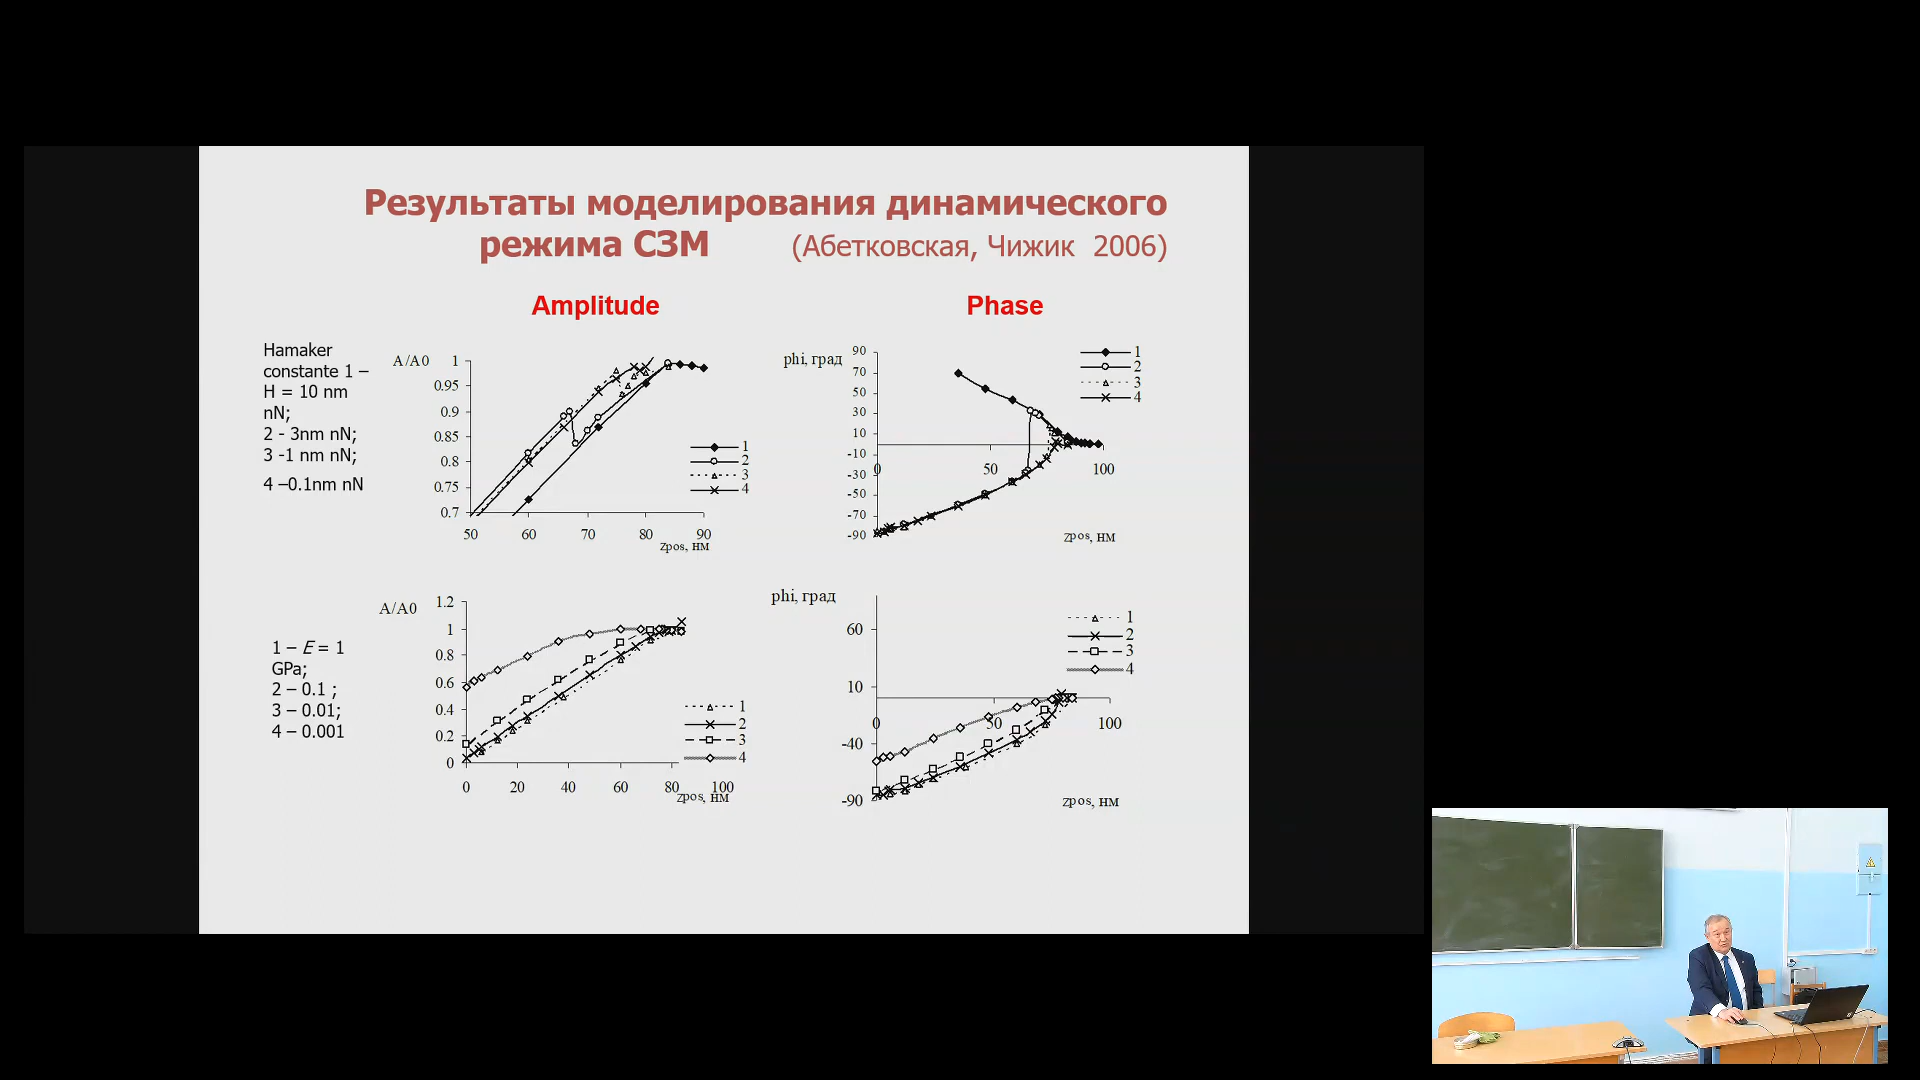 Результаты моделирования динамического
режима СЗМ (Абетковская, Чижик 2006)
Amplitude
Phase
Hamaker
constante 1 –
H = 10 nm
nN;
2 - 3nm nN;
3 -1 nm nN;
4 –0.1nm nN
A/A0
1
0.95
0.9
0.85
0.8
0.75
0.7
50 60 70 80 90
zpos, нм
1
2
3
4
phi, град
90
70
50
30
10
-10
-30
-50
-70
-90
0 50 100
zpos, нм
1
2
3
4
1 – E = 1
GPa;
2 – 0.1 ;
3 – 0.01;
4 – 0.001
A/A0
1.2
1
0.8
0.6
0.4
0.2
0
0 20 40 60 80 100
zpos, нм
1
2
3
4
phi, град
60
10
-40
-90
0 50 100
zpos, нм
1
2
3
4